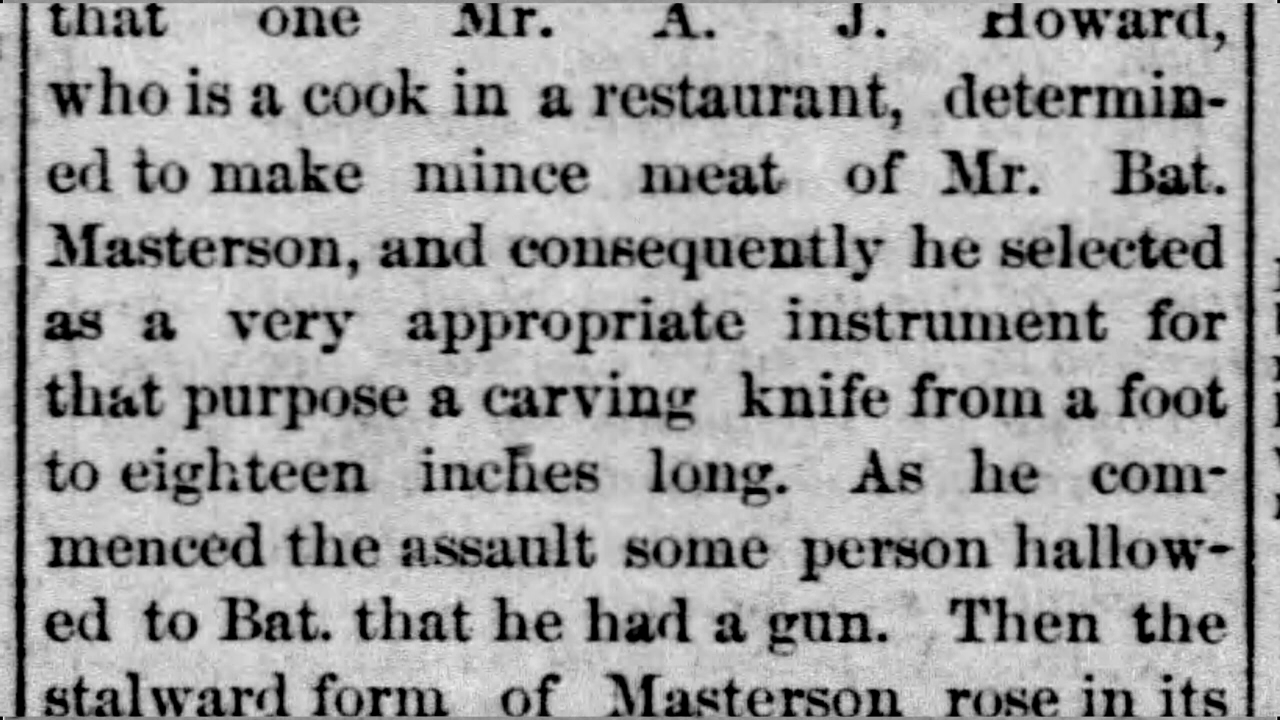 that one Mr. A. J. Howard,
who is a cook in a restaurant, determin-
ed to make mince meat of Mr. Bat.
Masterson, and consequently he selected
as a very appropriate instrument for
that purpose a carving knife from a foot
to eighteen inches long. As he com-
menced the assault some person hallow-
ed to Bat. that he had a gun. Then the
stalward form of Masterson rose in its